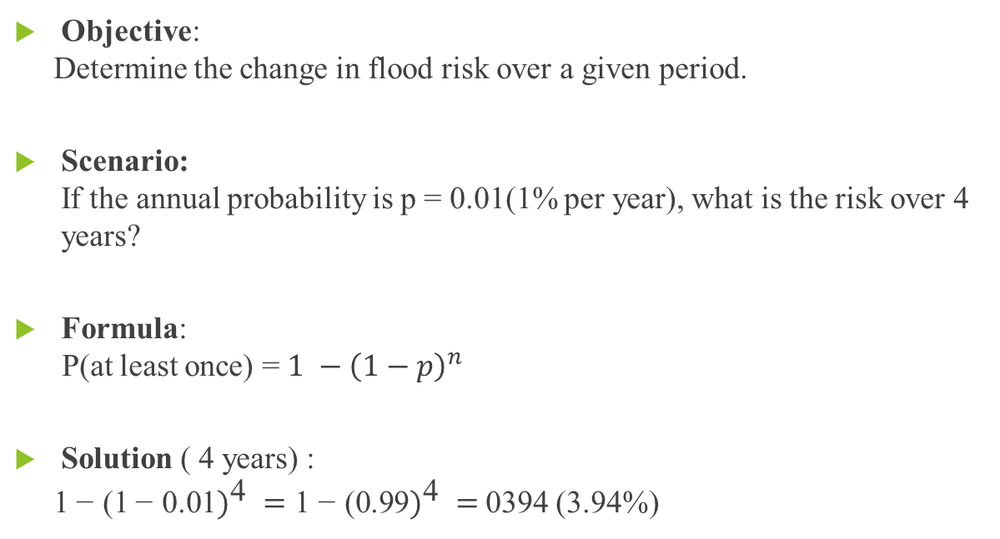 Objective:
Determine the change in flood risk over a given period.
Scenario:
If the annual probability is p = 0.01(1% per year), what is the risk over 4
years?
Formula:
P(at least once) = 1 − (1 − p)ⁿ
Solution ( 4 years) :
1 − (1 − 0.01)⁴ = 1 − (0.99)⁴ = 0394 (3.94%)